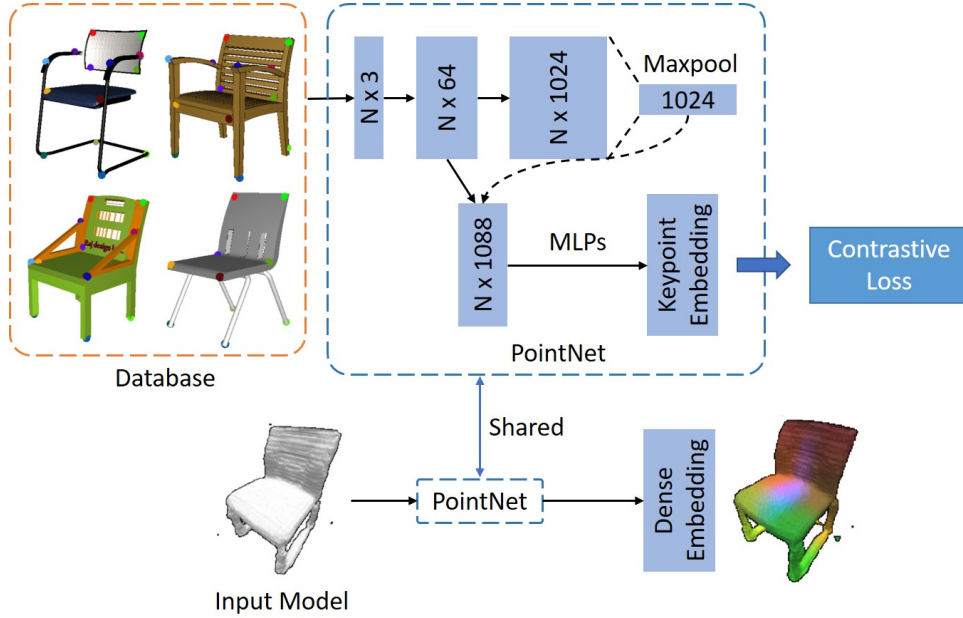 Database
N x 3
N x 64
N x 1024
Maxpool
1024
N x 1088
MLPs
Keypoint
Embedding
PointNet
Contrastive
Loss
Shared
Input Model
PointNet
Dense
Embedding